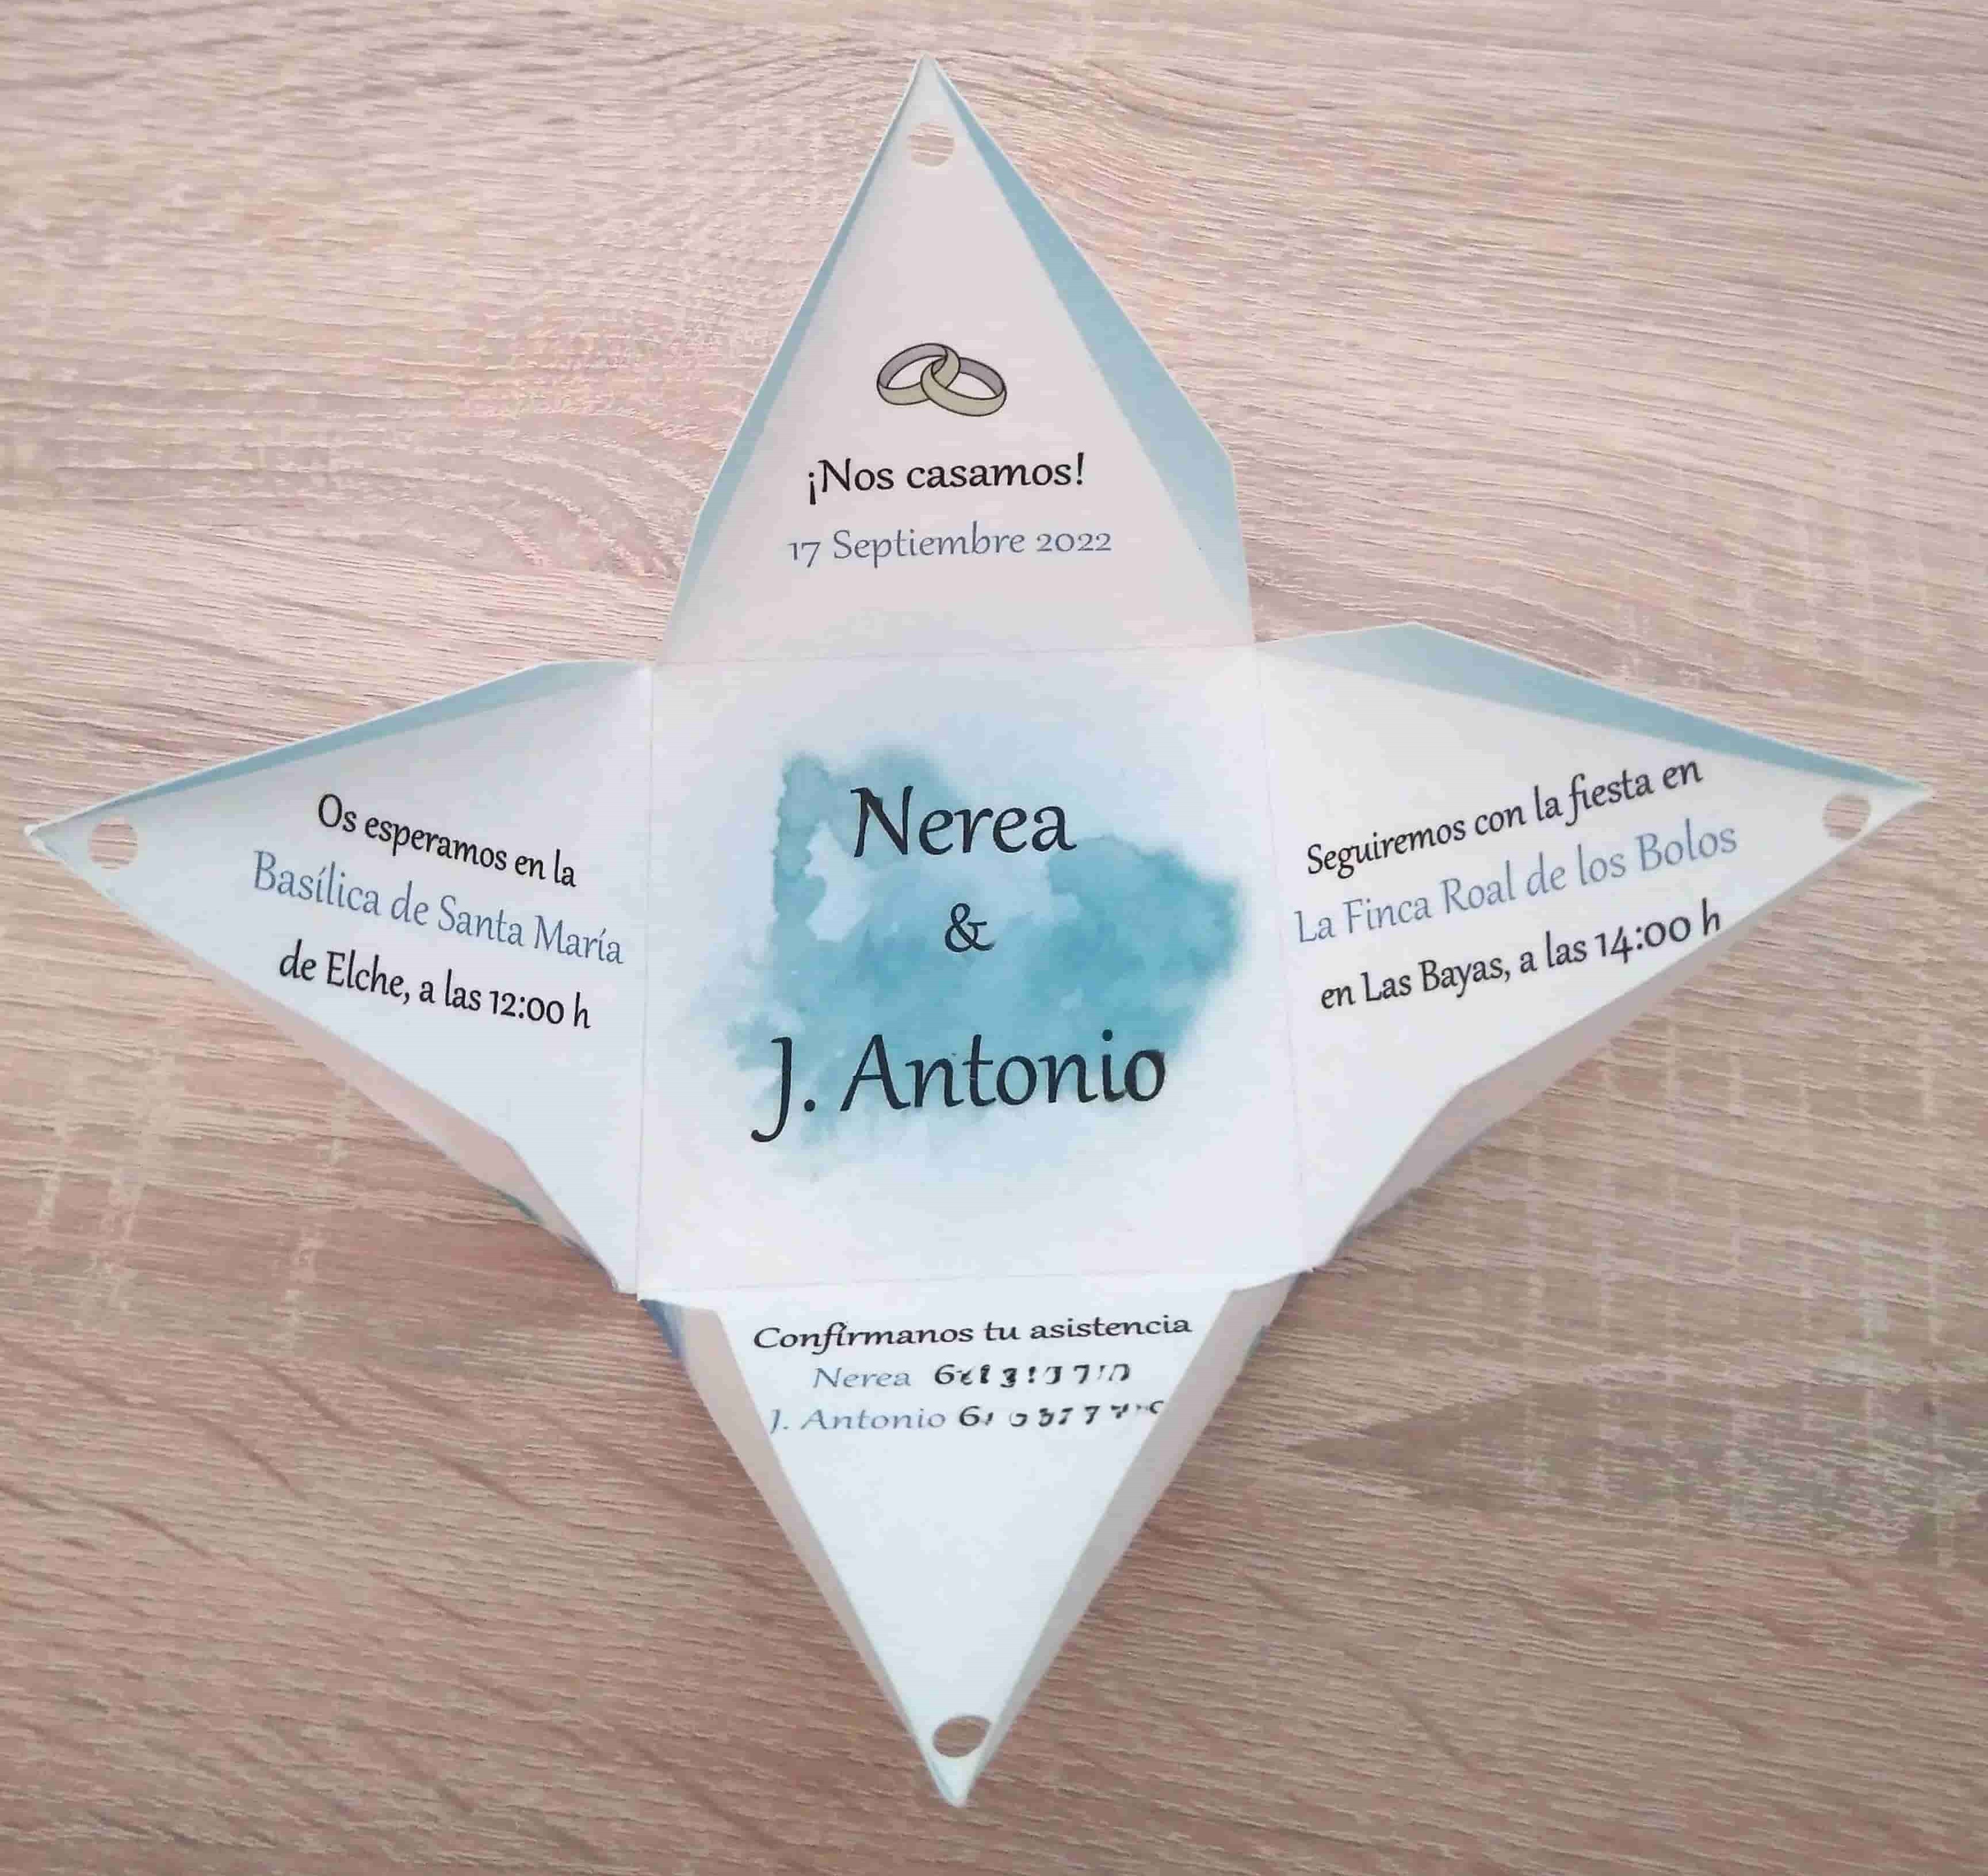 ¡Nos casamos!
17 Septiembre 2022
Os esperamos en la
Basílica de Santa María
de Elche, a las 12:00 h
Nerea
&
J. Antonio
Seguiremos con la fiesta en
La Finca Roal de los Bolos
en Las Bayas, a las 14:00 h
Confírmanos tu asistencia
Nerea
J. Antonio